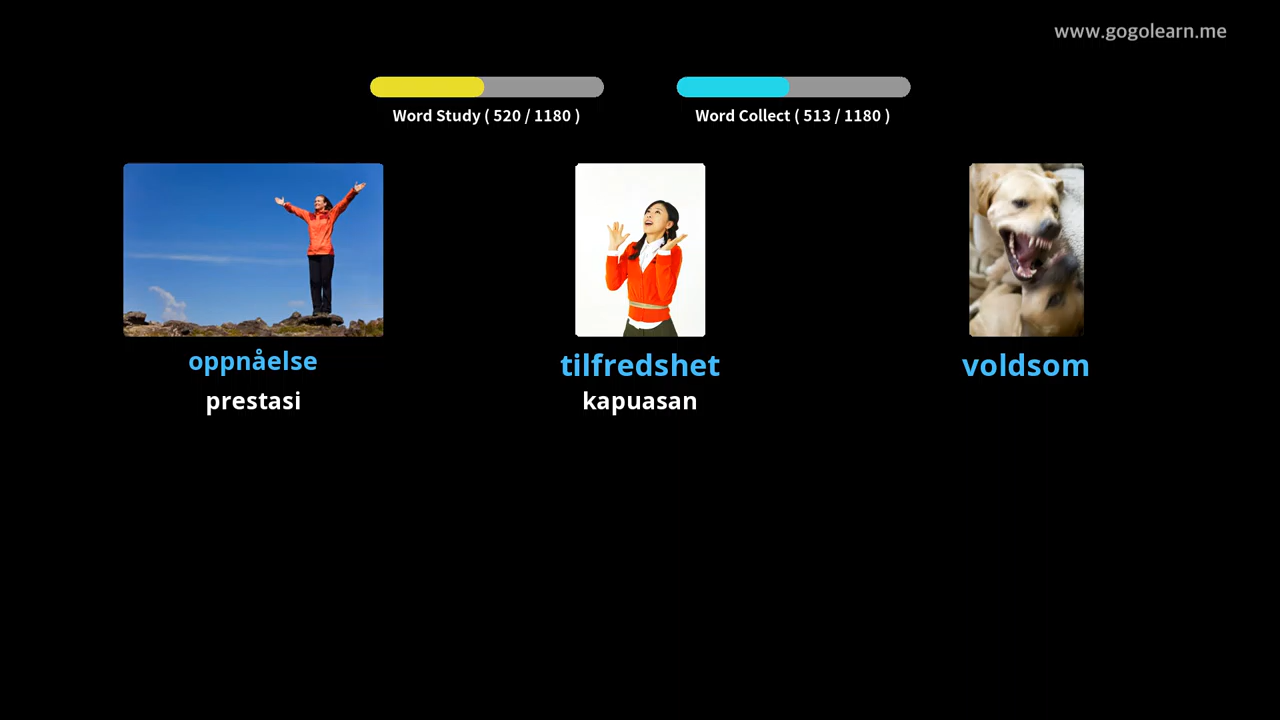 www.gogolearn.me
Word Study ( 520 / 1180 )
Word Collect ( 513 / 1180 )
oppnåelse
prestasi
tilfredshet
kapuasan
voldsom